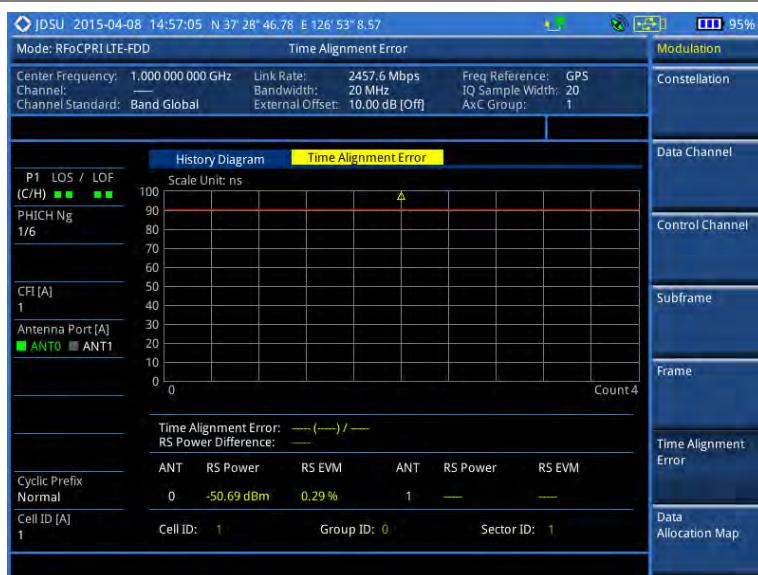 JDSU 2015-04-08 14:57:05 N 37' 28" 46.78 E 126' 53" 8.57 95%
Mode: RFoCPRI LTE-FDD Time Alignment Error Modulation
Center Frequency: 1.000 000 000 GHz Link Rate: 2457.6 Mbps Freq Reference: GPS
Channel: ---- Bandwidth: 20 MHz IQ Sample Width: 20
Channel Standard: Band Global External Offset: 10.00 dB [Off] AxC Group: 1
Constellation
Data Channel
Control Channel
Subframe
Frame
Time Alignment
Error
Data
Allocation Map
P1 LOS / LOF
(C/H)
PHICH Ng
1/6
CFI [A]
1
Antenna Port [A]
ANT0 ANT1
Cyclic Prefix
Normal
Cell ID [A]
1
History Diagram Time Alignment Error
Scale Unit: ns
100
90
80
70
60
50
40
30
20
10
0
0 Count 4
Time Alignment Error: ---- (----) / ----
RS Power Difference: ----
ANT RS Power RS EVM ANT RS Power RS EVM
0 -50.69 dBm 0.29 % 1 ---- ----
Cell ID: 1 Group ID: 0 Sector ID: 1